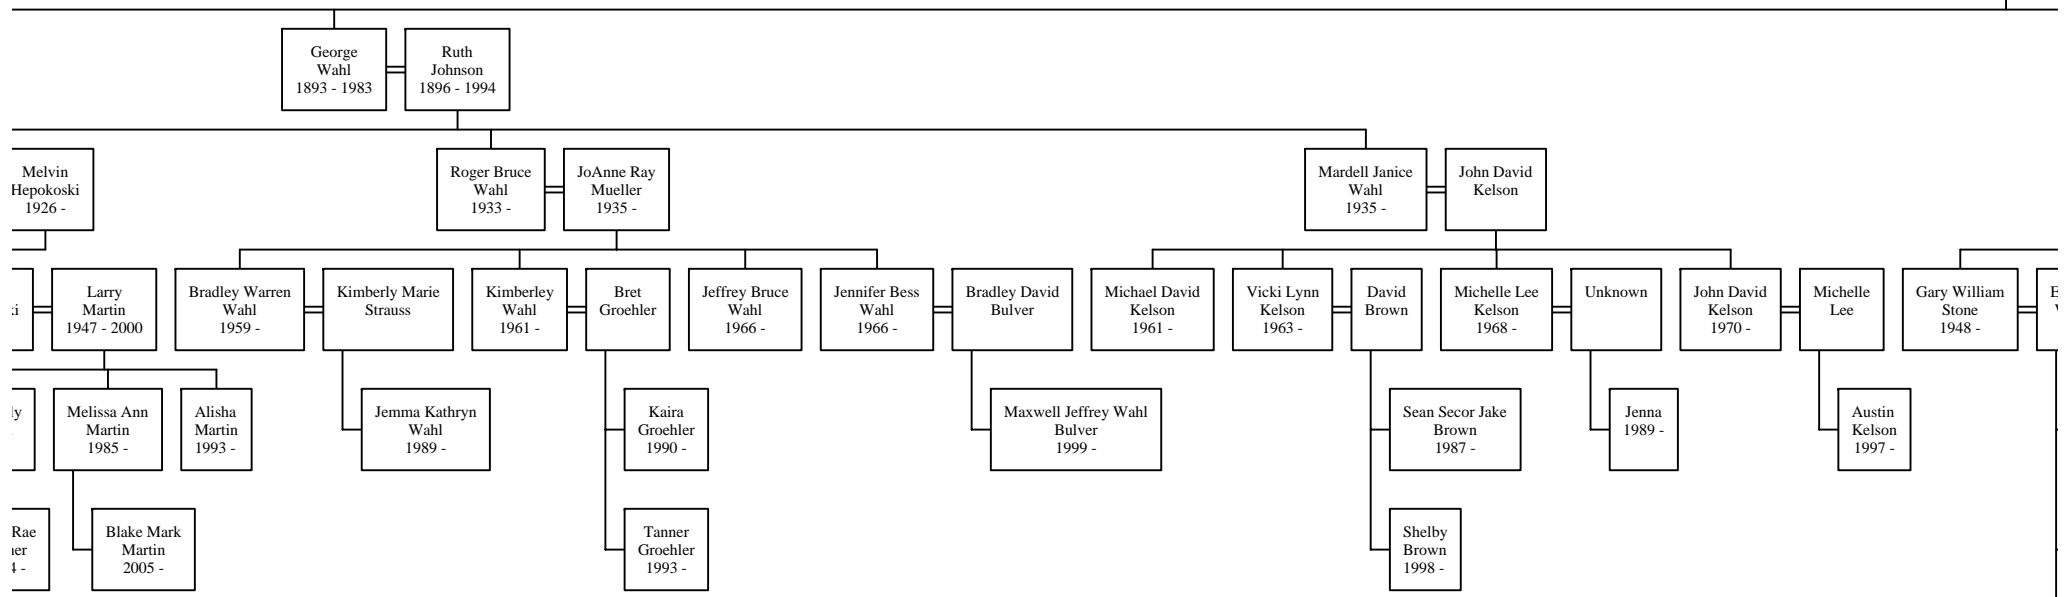 George
Wahl
1893 - 1983
Ruth
Johnson
1896 - 1994
Melvin
Hepokoski
1926 -
Roger Bruce
Wahl
1933 -
JoAnne Ray
Mueller
1935 -
Mardell Janice
Wahl
1935 -
John David
Kelson
ki
Larry
Martin
1947 - 2000
Bradley Warren
Wahl
1959 -
Kimberly Marie
Strauss
Kimberley
Wahl
1961 -
Bret
Groehler
Jeffrey Bruce
Wahl
1966 -
Jennifer Bess
Wahl
1966 -
Bradley David
Bulver
Michael David
Kelson
1961 -
Vicki Lynn
Kelson
1963 -
David
Brown
Michelle Lee
Kelson
1968 -
Unknown
John David
Kelson
1970 -
Michelle
Lee
Gary William
Stone
1948 -
ly
Melissa Ann
Martin
1985 -
Alisha
Martin
1993 -
Jemma Kathryn
Wahl
1989 -
Kaira
Groehler
1990 -
Maxwell Jeffrey Wahl
Bulver
1999 -
Sean Secor Jake
Brown
1987 -
Jenna
1989 -
Austin
Kelson
1997 -
Rae
ner
4 -
Blake Mark
Martin
2005 -
Tanner
Groehler
1993 -
Shelby
Brown
1998 -